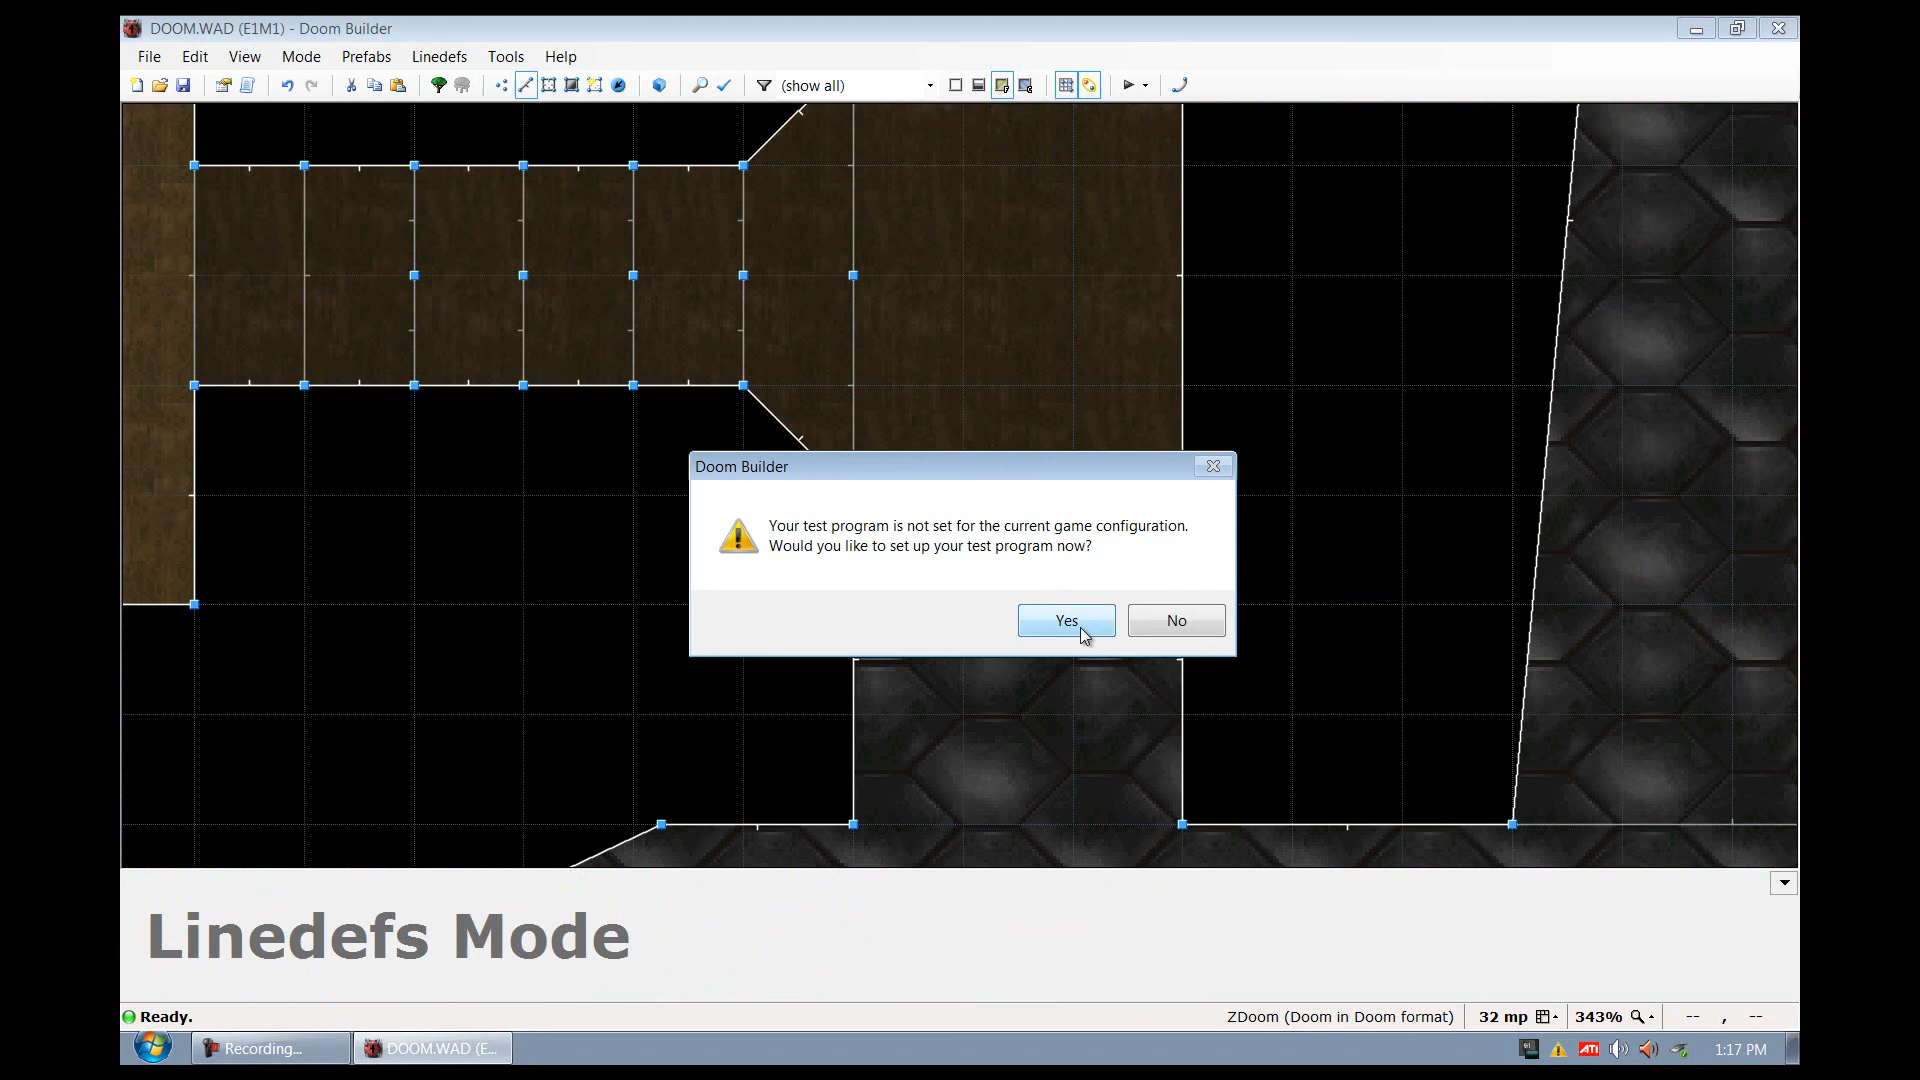 DOOM.WAD (E1M1) - Doom Builder
File Edit View Mode Prefabs Linedefs Tools Help
(show all)
Doom Builder
Your test program is not set for the current game configuration.
Would you like to set up your test program now?
Yes No
Linedefs Mode
Ready. ZDoom (Doom in Doom format) 32 mp 343% -- , --
Recording... DOOM.WAD (E... ATI 1:17 PM